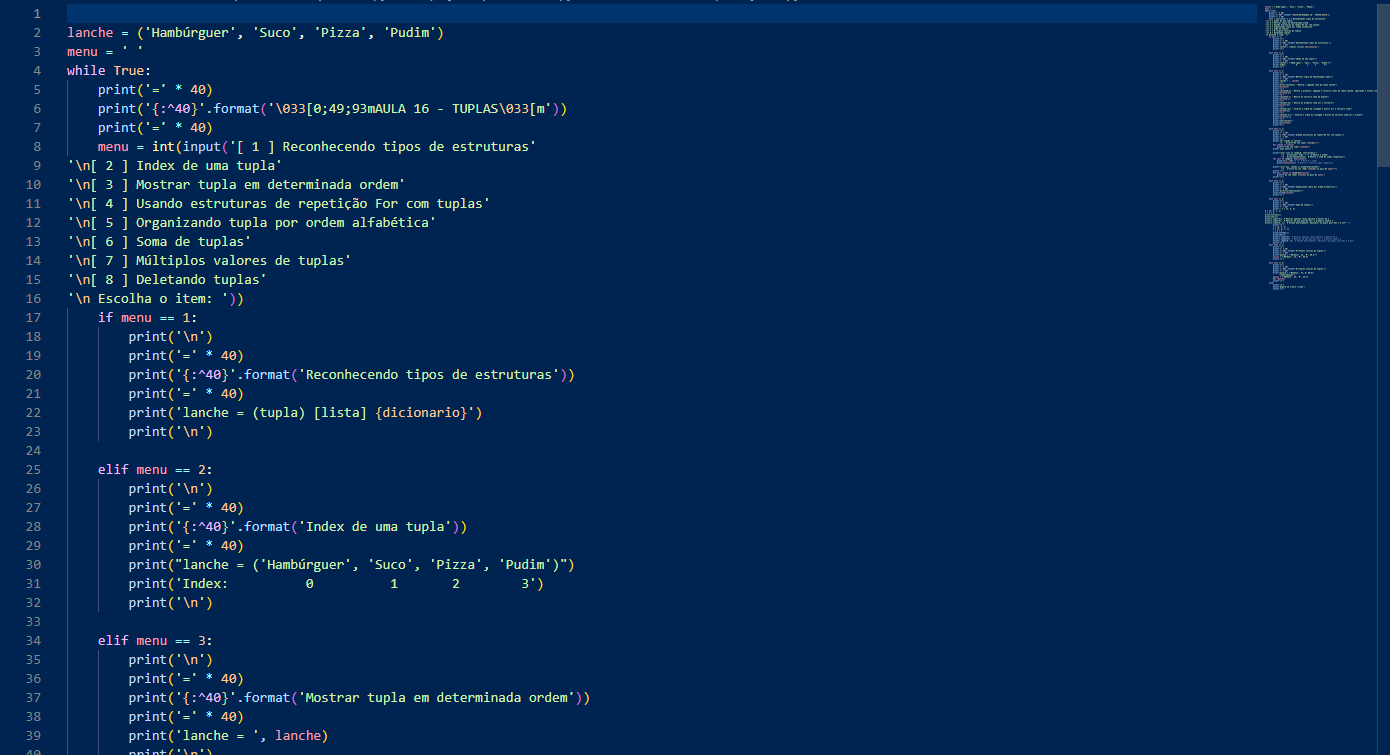 1
2 lanche = ('Hambúrguer', 'Suco', 'Pizza', 'Pudim')
3 menu = ' '
4 while True:
5     print('=' * 40)
6     print('{:^40}'.format('\033[0;49;93mAULA 16 - TUPLAS\033[m'))
7     print('=' * 40)
8     menu = int(input('[ 1 ] Reconhecendo tipos de estruturas'
9 '\n[ 2 ] Index de uma tupla'
10 '\n[ 3 ] Mostrar tupla em determinada ordem'
11 '\n[ 4 ] Usando estruturas de repetição For com tuplas'
12 '\n[ 5 ] Organizando tupla por ordem alfabética'
13 '\n[ 6 ] Soma de tuplas'
14 '\n[ 7 ] Múltiplos valores de tuplas'
15 '\n[ 8 ] Deletando tuplas'
16 '\n Escolha o item: '))
17     if menu == 1:
18         print('\n')
19         print('=' * 40)
20         print('{:^40}'.format('Reconhecendo tipos de estruturas'))
21         print('=' * 40)
22         print('lanche = (tupla) [lista] {dicionario}')
23         print('\n')
24
25     elif menu == 2:
26         print('\n')
27         print('=' * 40)
28         print('{:^40}'.format('Index de uma tupla'))
29         print('=' * 40)
30         print("lanche = ('Hambúrguer', 'Suco', 'Pizza', 'Pudim')")
31         print('Index:          0          1       2        3')
32         print('\n')
33
34     elif menu == 3:
35         print('\n')
36         print('=' * 40)
37         print('{:^40}'.format('Mostrar tupla em determinada ordem'))
38         print('=' * 40)
39         print('lanche = ', lanche)
40         print('\n')